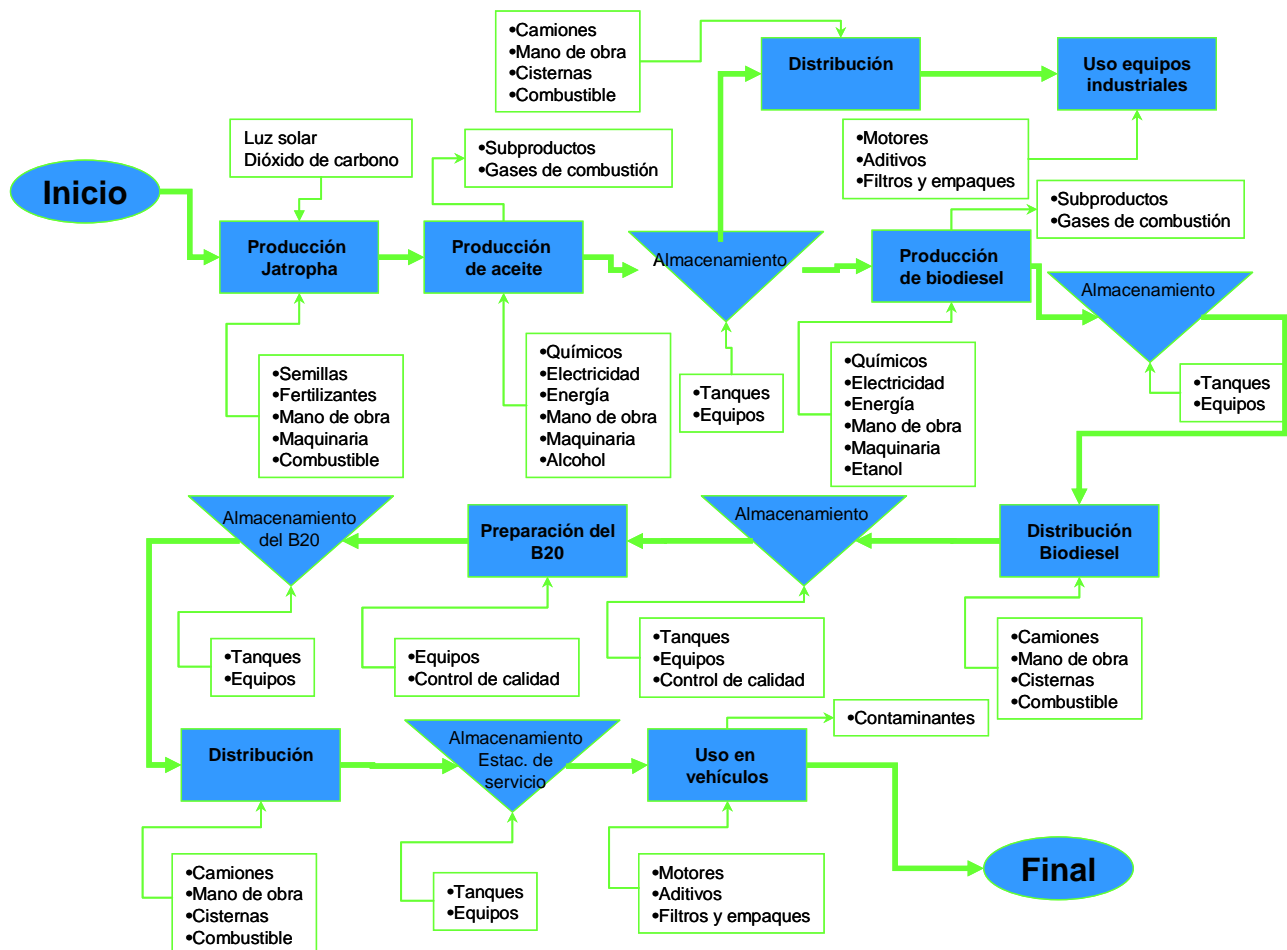 •Camiones
•Mano de obra
•Cisternas
•Combustible
Distribución
Uso equipos
industriales
Luz solar
Dióxido de carbono
•Subproductos
•Gases de combustión
•Motores
•Aditivos
•Filtros y empaques
Inicio
•Subproductos
•Gases de combustión
Producción
Jatropha
Producción
de aceite
Almacenamiento
Producción
de biodiesel
Almacenamiento
•Semillas
•Fertilizantes
•Mano de obra
•Maquinaria
•Combustible
•Químicos
•Electricidad
•Energía
•Mano de obra
•Maquinaria
•Alcohol
•Tanques
•Equipos
•Químicos
•Electricidad
•Energía
•Mano de obra
•Maquinaria
•Etanol
•Tanques
•Equipos
Almacenamiento
del B20
Preparación del
B20
Almacenamiento
Distribución
Biodiesel
•Tanques
•Equipos
•Equipos
•Control de calidad
•Tanques
•Equipos
•Control de calidad
•Camiones
•Mano de obra
•Cisternas
•Combustible
Distribución
Almacenamiento
Estac. de
servicio
Uso en
vehículos
•Contaminantes
•Camiones
•Mano de obra
•Cisternas
•Combustible
•Tanques
•Equipos
•Motores
•Aditivos
•Filtros y empaques
Final